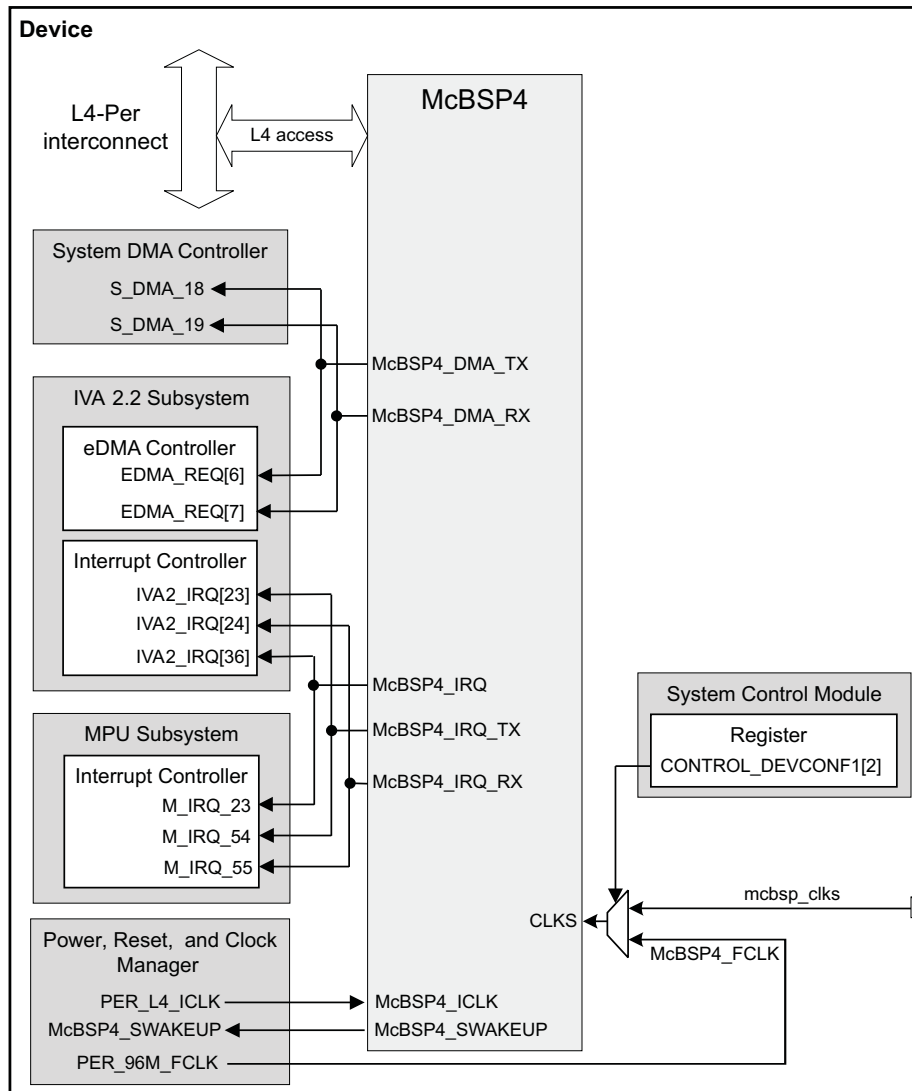 Device
L4-Per
interconnect
L4 access
McBSP4
System DMA Controller
S_DMA_18
S_DMA_19
McBSP4_DMA_TX
McBSP4_DMA_RX
IVA 2.2 Subsystem
eDMA Controller
EDMA_REQ[6]
EDMA_REQ[7]
Interrupt Controller
IVA2_IRQ[23]
IVA2_IRQ[24]
IVA2_IRQ[36]
McBSP4_IRQ
McBSP4_IRQ_TX
McBSP4_IRQ_RX
MPU Subsystem
Interrupt Controller
M_IRQ_23
M_IRQ_54
M_IRQ_55
System Control Module
Register
CONTROL_DEVCONF1[2]
mcbsp_clks
CLKS
McBSP4_FCLK
Power, Reset, and Clock
Manager
PER_L4_ICLK
McBSP4_ICLK
McBSP4_SWAKEUP
McBSP4_SWAKEUP
PER_96M_FCLK